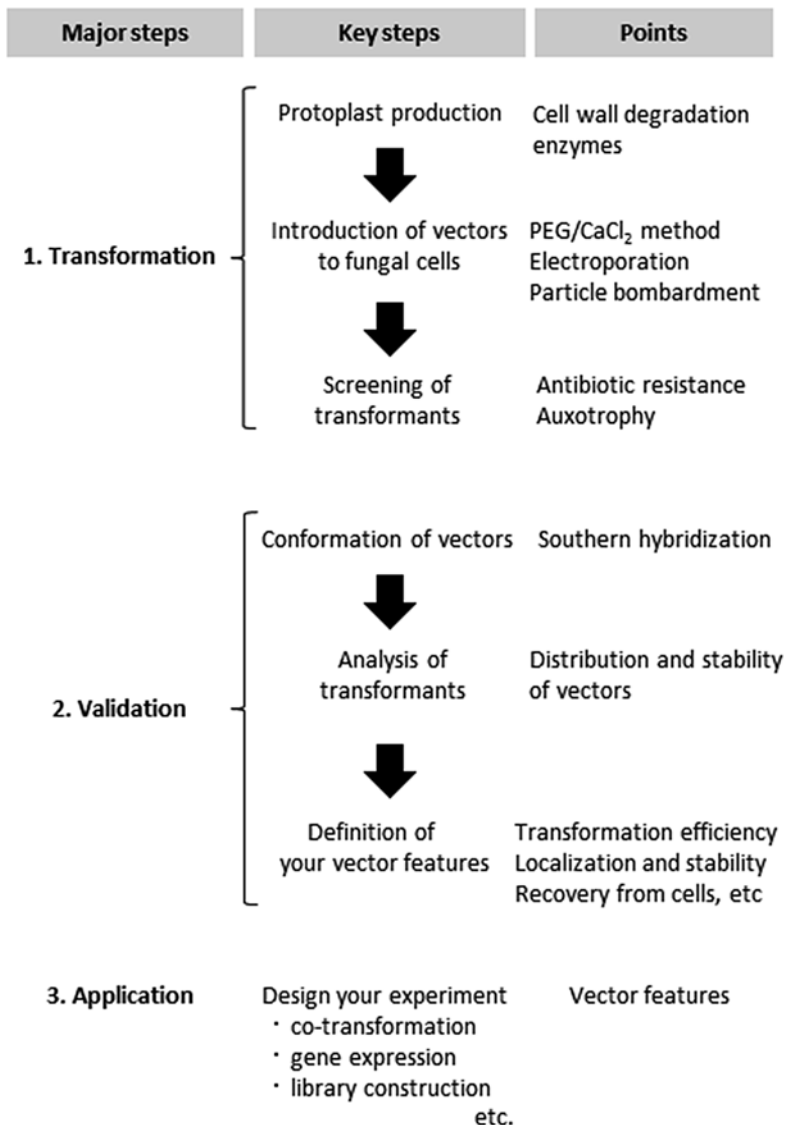 Major steps
Key steps
Points
1. Transformation
Protoplast production
Cell wall degradation
enzymes
Introduction of vectors
to fungal cells
PEG/CaCl₂ method
Electroporation
Particle bombardment
Screening of
transformants
Antibiotic resistance
Auxotrophy
2. Validation
Conformation of vectors
Southern hybridization
Analysis of
transformants
Distribution and stability
of vectors
Definition of
your vector features
Transformation efficiency
Localization and stability
Recovery from cells, etc
3. Application
Design your experiment
・co-transformation
・gene expression
・library construction
etc.
Vector features